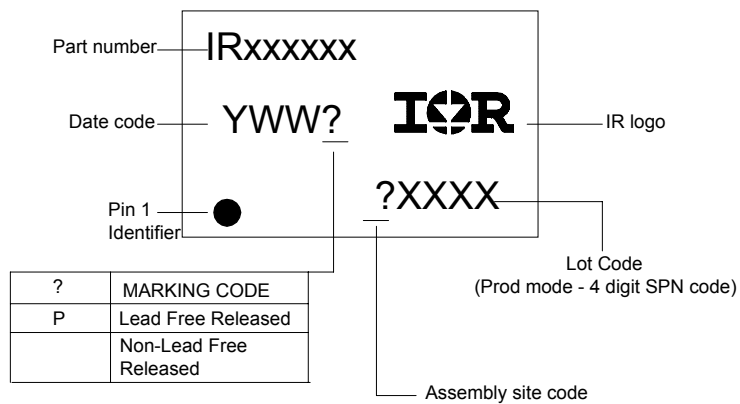 Part number
IRxxxxxx
Date code
YWW?
IOR
IR logo
?XXXX
Pin 1
Identifier
Lot Code
(Prod mode - 4 digit SPN code)
? MARKING CODE
P Lead Free Released
Non-Lead Free
Released
Assembly site code